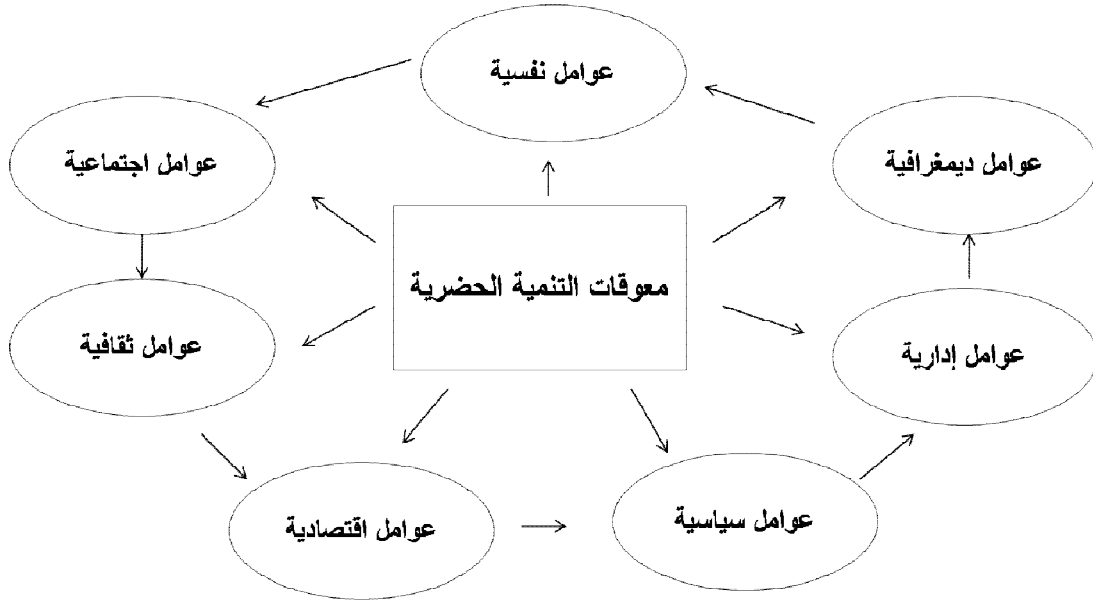 عوامل نفسية
عوامل ديمغرافية
عوامل اجتماعية
معوقات التنمية الحضرية
عوامل إدارية
عوامل ثقافية
عوامل سياسية
عوامل اقتصادية